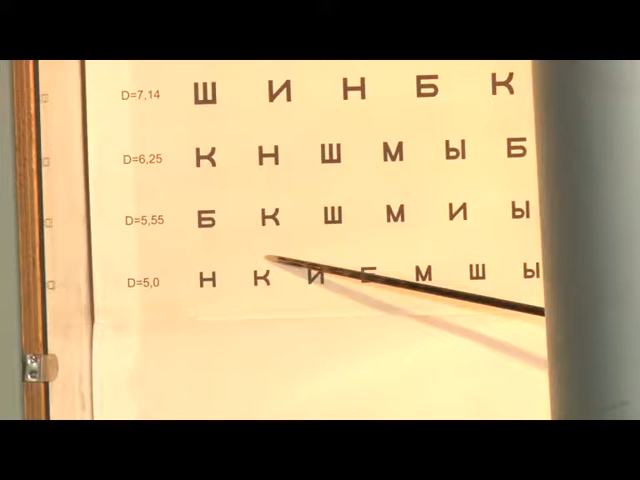 D=7,14 Ш И Н Б К
D=6,25 К Н Ш М Ы Б
D=5,55 Б К Ш М И Ы
D=5,0 Н К И Б М Ш Ы